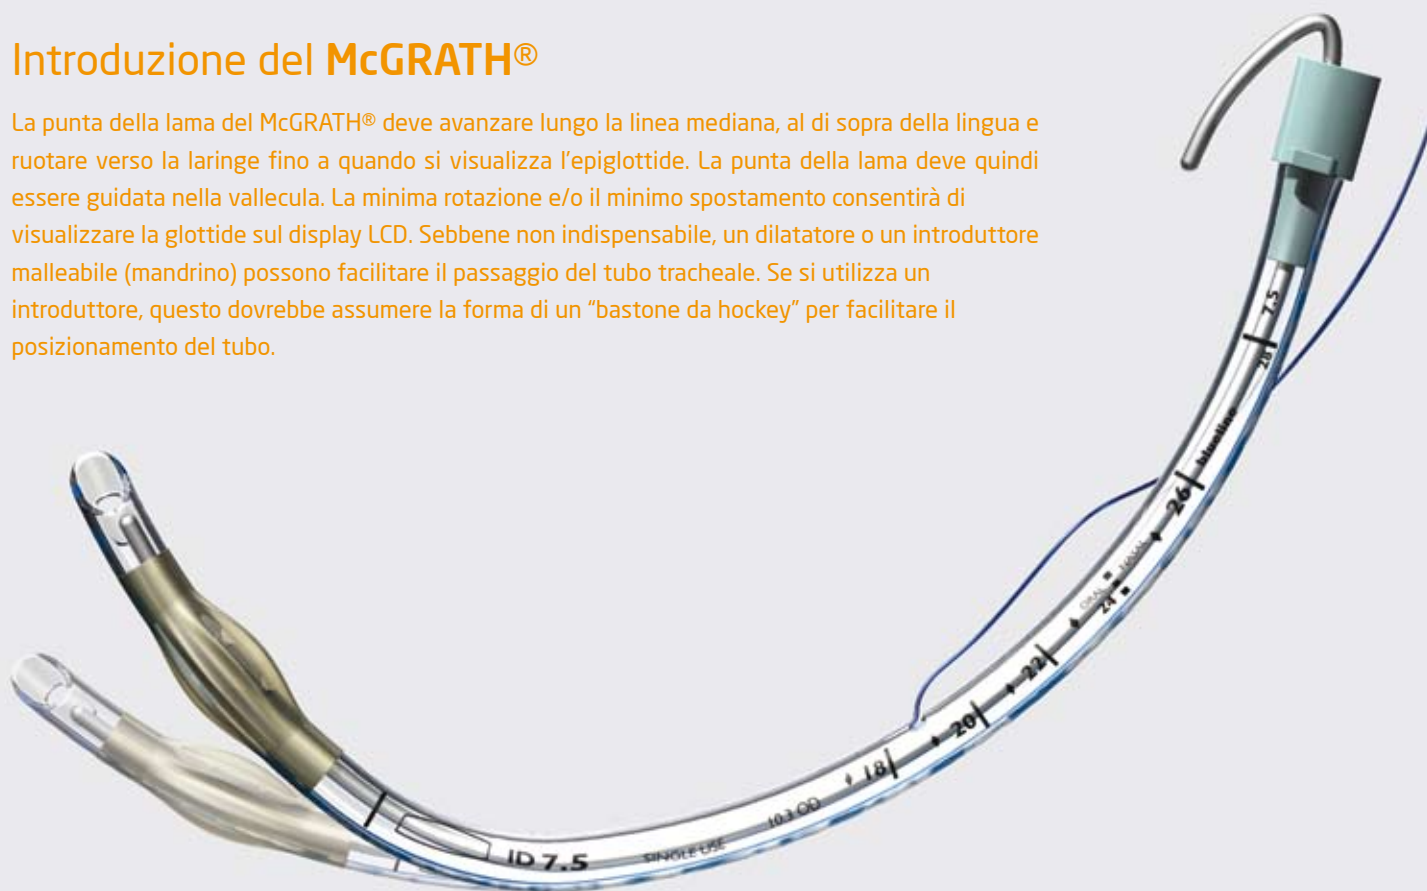 Introduzione del McGRATH®
La punta della lama del McGRATH® deve avanzare lungo la linea mediana, al di sopra della lingua e
ruotare verso la laringe fino a quando si visualizza l'epiglottide. La punta della lama deve quindi
essere guidata nella vallecula. La minima rotazione e/o il minimo spostamento consentirà di
visualizzare la glottide sul display LCD. Sebbene non indispensabile, un dilatatore o un introduttore
malleabile (mandrino) possono facilitare il passaggio del tubo tracheale. Se si utilizza un
introduttore, questo dovrebbe assumere la forma di un “bastone da hockey” per facilitare il
posizionamento del tubo.
7.5
28
blueline
26
ORAL NASAL
24
22
20
18
10.3 OD
SINGLE USE
ID 7.5